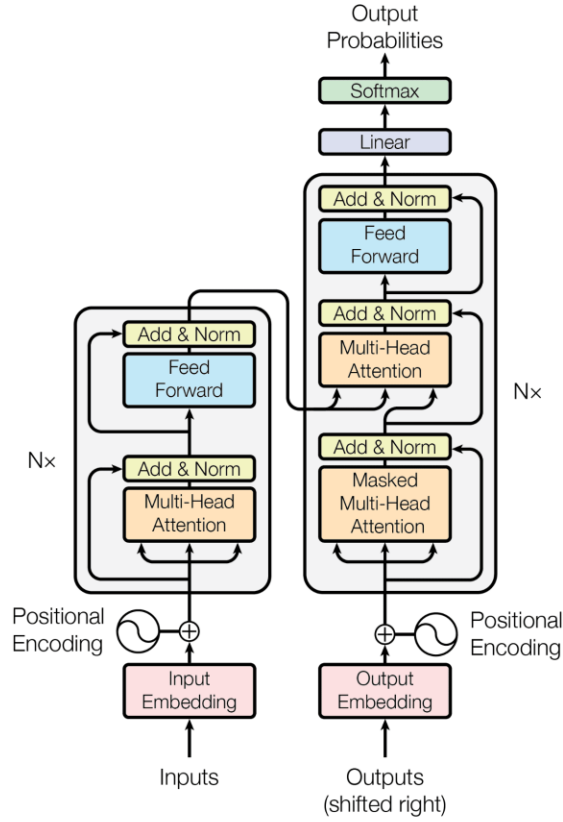 Output
Probabilities
Softmax
Linear
Add & Norm
Feed
Forward
Add & Norm
Multi-Head
Attention
Add & Norm
Masked
Multi-Head
Attention
N×
Add & Norm
Feed
Forward
Add & Norm
Multi-Head
Attention
N×
Positional
Encoding
Positional
Encoding
Input
Embedding
Output
Embedding
Inputs
Outputs
(shifted right)